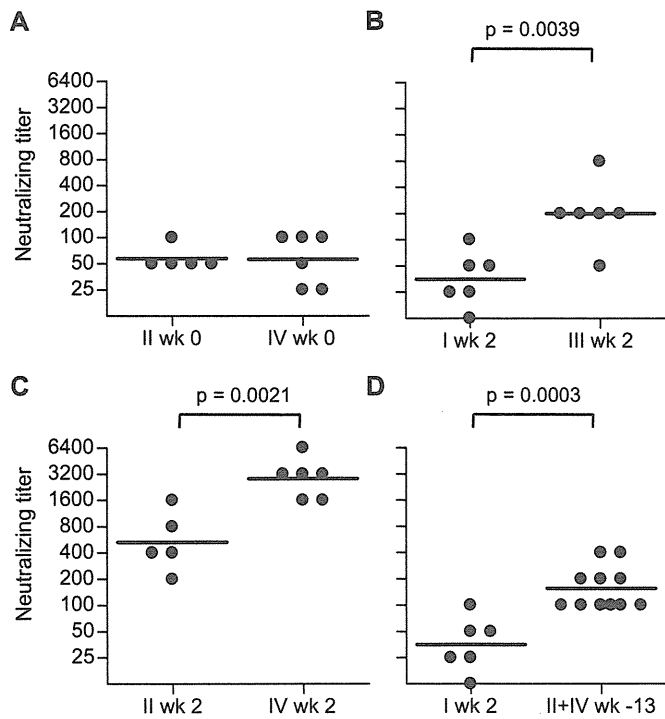 A
B
p = 0.0039
Neutralizing titer
6400
3200
1600
800
400
200
100
50
25
II wk 0
IV wk 0
I wk 2
III wk 2
C
D
p = 0.0021
p = 0.0003
Neutralizing titer
6400
3200
1600
800
400
200
100
50
25
II wk 2
IV wk 2
I wk 2
II+IV wk -13